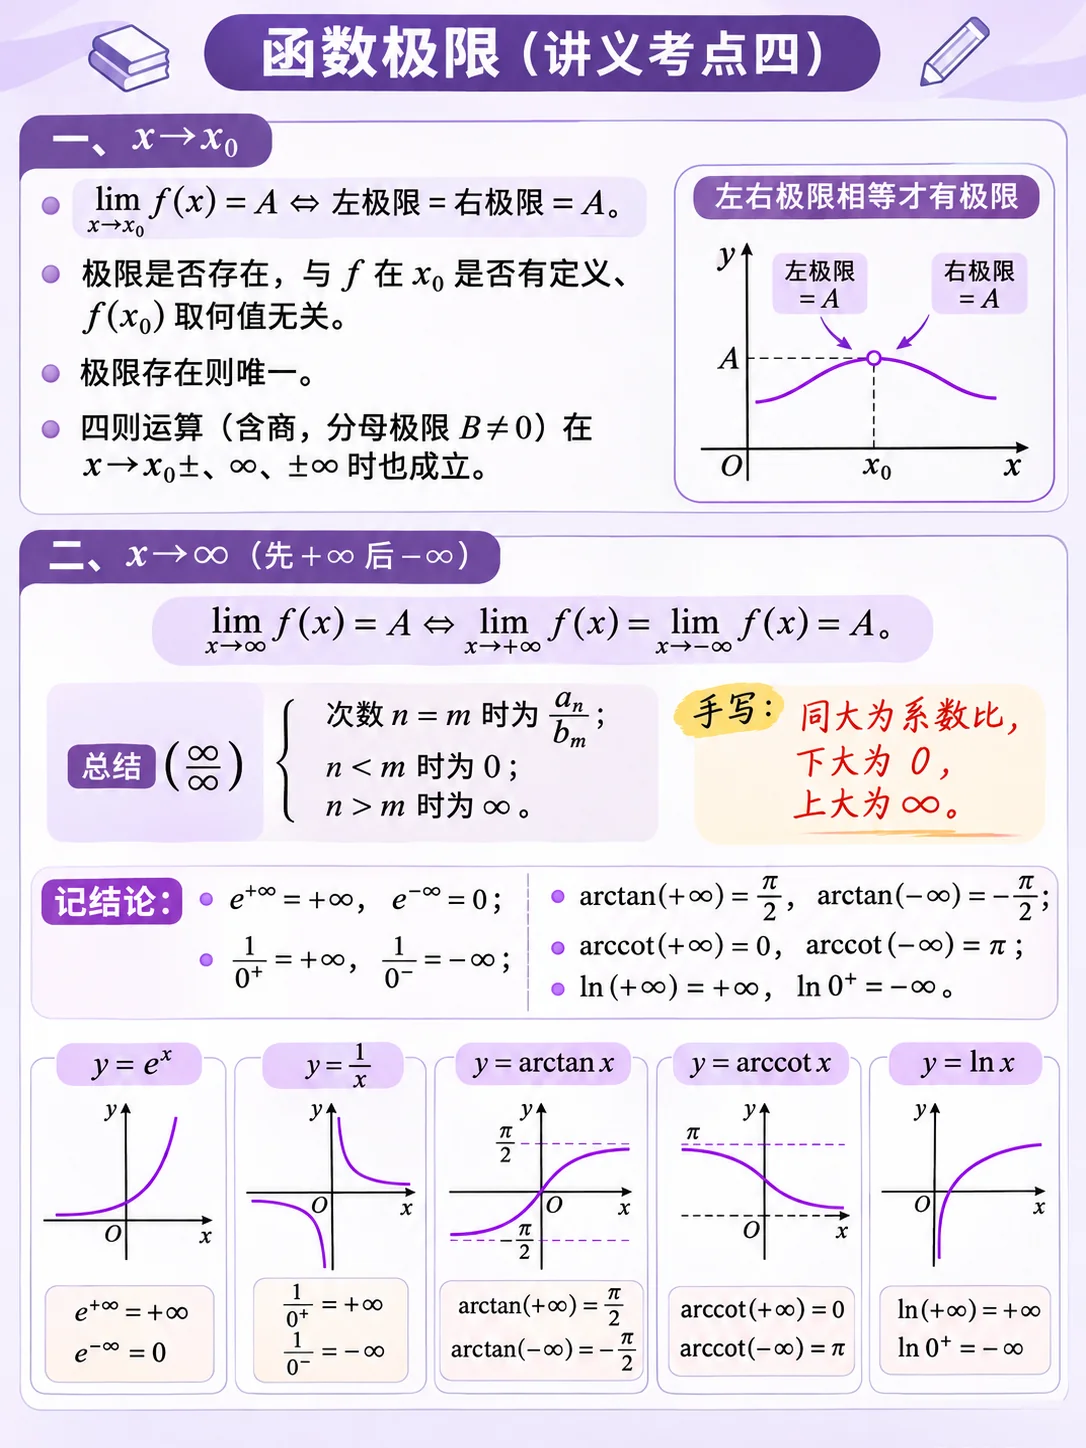 函数极限（讲义考点四）
一、x→x₀
lim f(x) = A ⇔ 左极限 = 右极限 = A。
x→x₀
极限是否存在，与 f 在 x₀ 是否有定义、
f(x₀) 取何值无关。
极限存在则唯一。
四则运算（含商，分母极限 B≠0）在
x→x₀±、∞、±∞ 时也成立。
左右极限相等才有极限
y
左极限
= A
右极限
= A
A
O
x₀
x
二、x→∞（先 +∞ 后 −∞）
lim f(x) = A ⇔ lim f(x) = lim f(x) = A。
x→∞ x→+∞ x→−∞
总结 (∞/∞)
次数 n = m 时为 aₙ/bₘ；
n < m 时为 0；
n > m 时为 ∞。
手写：
同大为系数比，
下大为 0，
上大为 ∞。
记结论：
e^{+∞} = +∞， e^{−∞} = 0；
1/0⁺ = +∞， 1/0⁻ = −∞；
arctan(+∞) = π/2， arctan(−∞) = −π/2；
arccot(+∞) = 0， arccot(−∞) = π；
ln(+∞) = +∞， ln 0⁺ = −∞。
y = eˣ
y
O
x
e^{+∞} = +∞
e^{−∞} = 0
y = 1/x
y
O
x
1/0⁺ = +∞
1/0⁻ = −∞
y = arctan x
y
π/2
O
x
−π/2
arctan(+∞) = π/2
arctan(−∞) = −π/2
y = arccot x
y
π
O
x
arccot(+∞) = 0
arccot(−∞) = π
y = ln x
y
O
x
ln(+∞) = +∞
ln 0⁺ = −∞